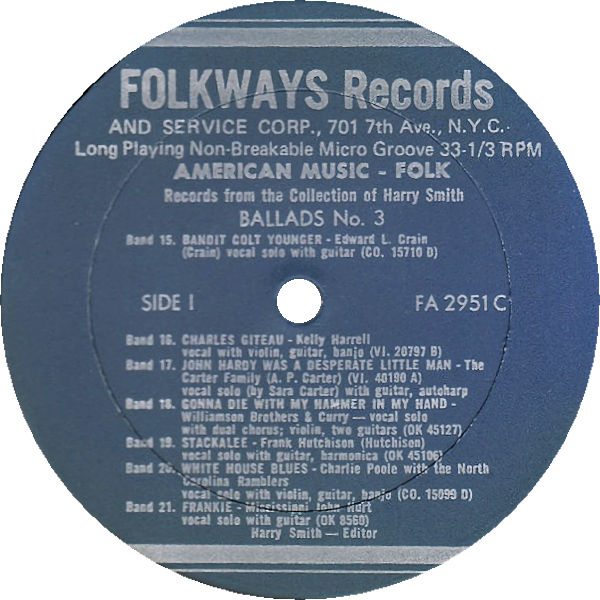 FOLKWAYS Records
AND SERVICE CORP., 701 7th Ave., N.Y.C.
Long Playing Non-Breakable Micro Groove 33-1/3 RPM
AMERICAN MUSIC - FOLK
Records from the Collection of Harry Smith
BALLADS No. 3
Band 15. BANDIT COLT YOUNGER - Edward L. Crain
(Crain) vocal solo with guitar (CO. 15710 D)
SIDE I FA 2951 C
Band 16. CHARLES GITEAU - Kelly Harrell
vocal with violin, guitar, banjo (VI. 20797 B)
Band 17. JOHN HARDY WAS A DESPERATE LITTLE MAN - The
Carter Family (A. P. Carter) (VI. 40190 A)
vocal solo (by Sara Carter) with guitar, autoharp
Band 18. GONNA DIE WITH MY HAMMER IN MY HAND -
Williamson Brothers & Curry — vocal solo
with dual chorus; violin, two guitars (OK 45127)
Band 19. STACKALEE - Frank Hutchison (Hutchison)
vocal solo with guitar, harmonica (OK 45106)
Band 20. WHITE HOUSE BLUES - Charlie Poole with the North
Carolina Ramblers
vocal solo with violin, guitar, banjo (CO. 15099 D)
Band 21. FRANKIE - Mississippi John Hurt
vocal solo with guitar (OK 8560)
Harry Smith — Editor